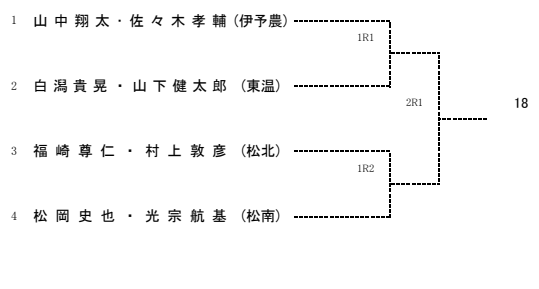 1 山中翔太・佐々木孝輔（伊予農）
1R1
2 白潟貴晃・山下健太郎（東温）
2R1 18
3 福崎尊仁・村上敦彦（松北）
1R2
4 松岡史也・光宗航基（松南）